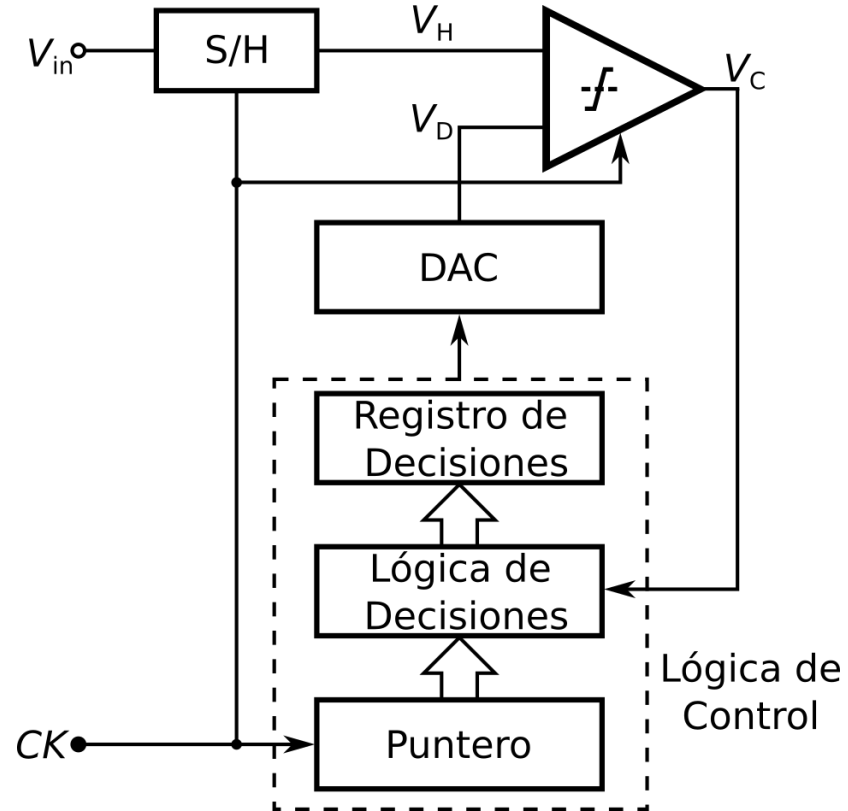 V_in
S/H
V_H
V_C
V_D
DAC
Registro de
Decisiones
Lógica de
Decisiones
Lógica de
Control
CK
Puntero